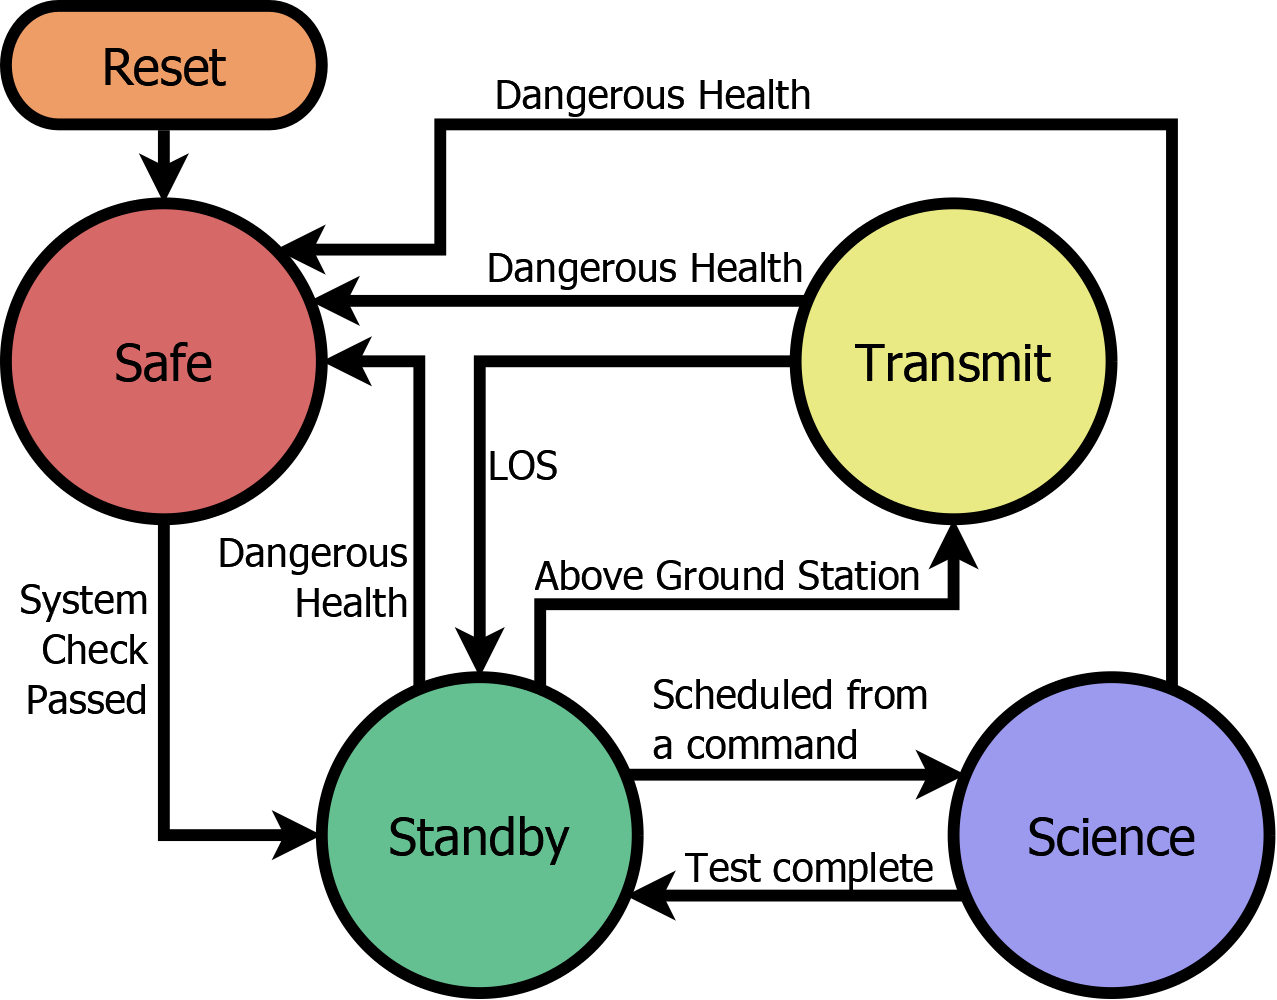 Reset
Dangerous Health
Dangerous Health
Safe
Transmit
LOS
Dangerous
Health
Above Ground Station
System
Check
Passed
Scheduled from
a command
Standby
Science
Test complete